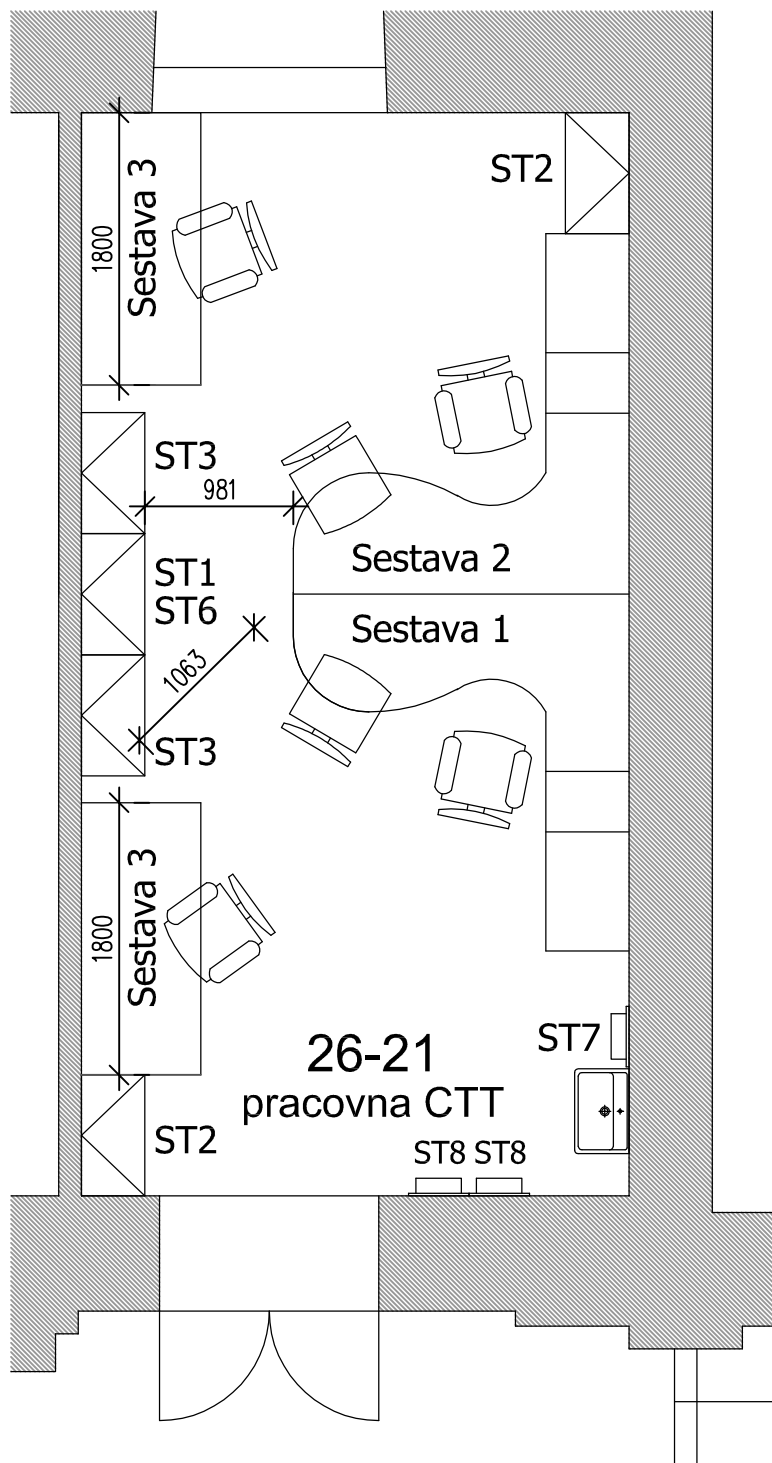 ST2
1800
Sestava 3
ST3
981
Sestava 2
ST1
ST6
Sestava 1
1063
ST3
1800
Sestava 3
26-21
pracovna CTT
ST7
ST2
ST8 ST8